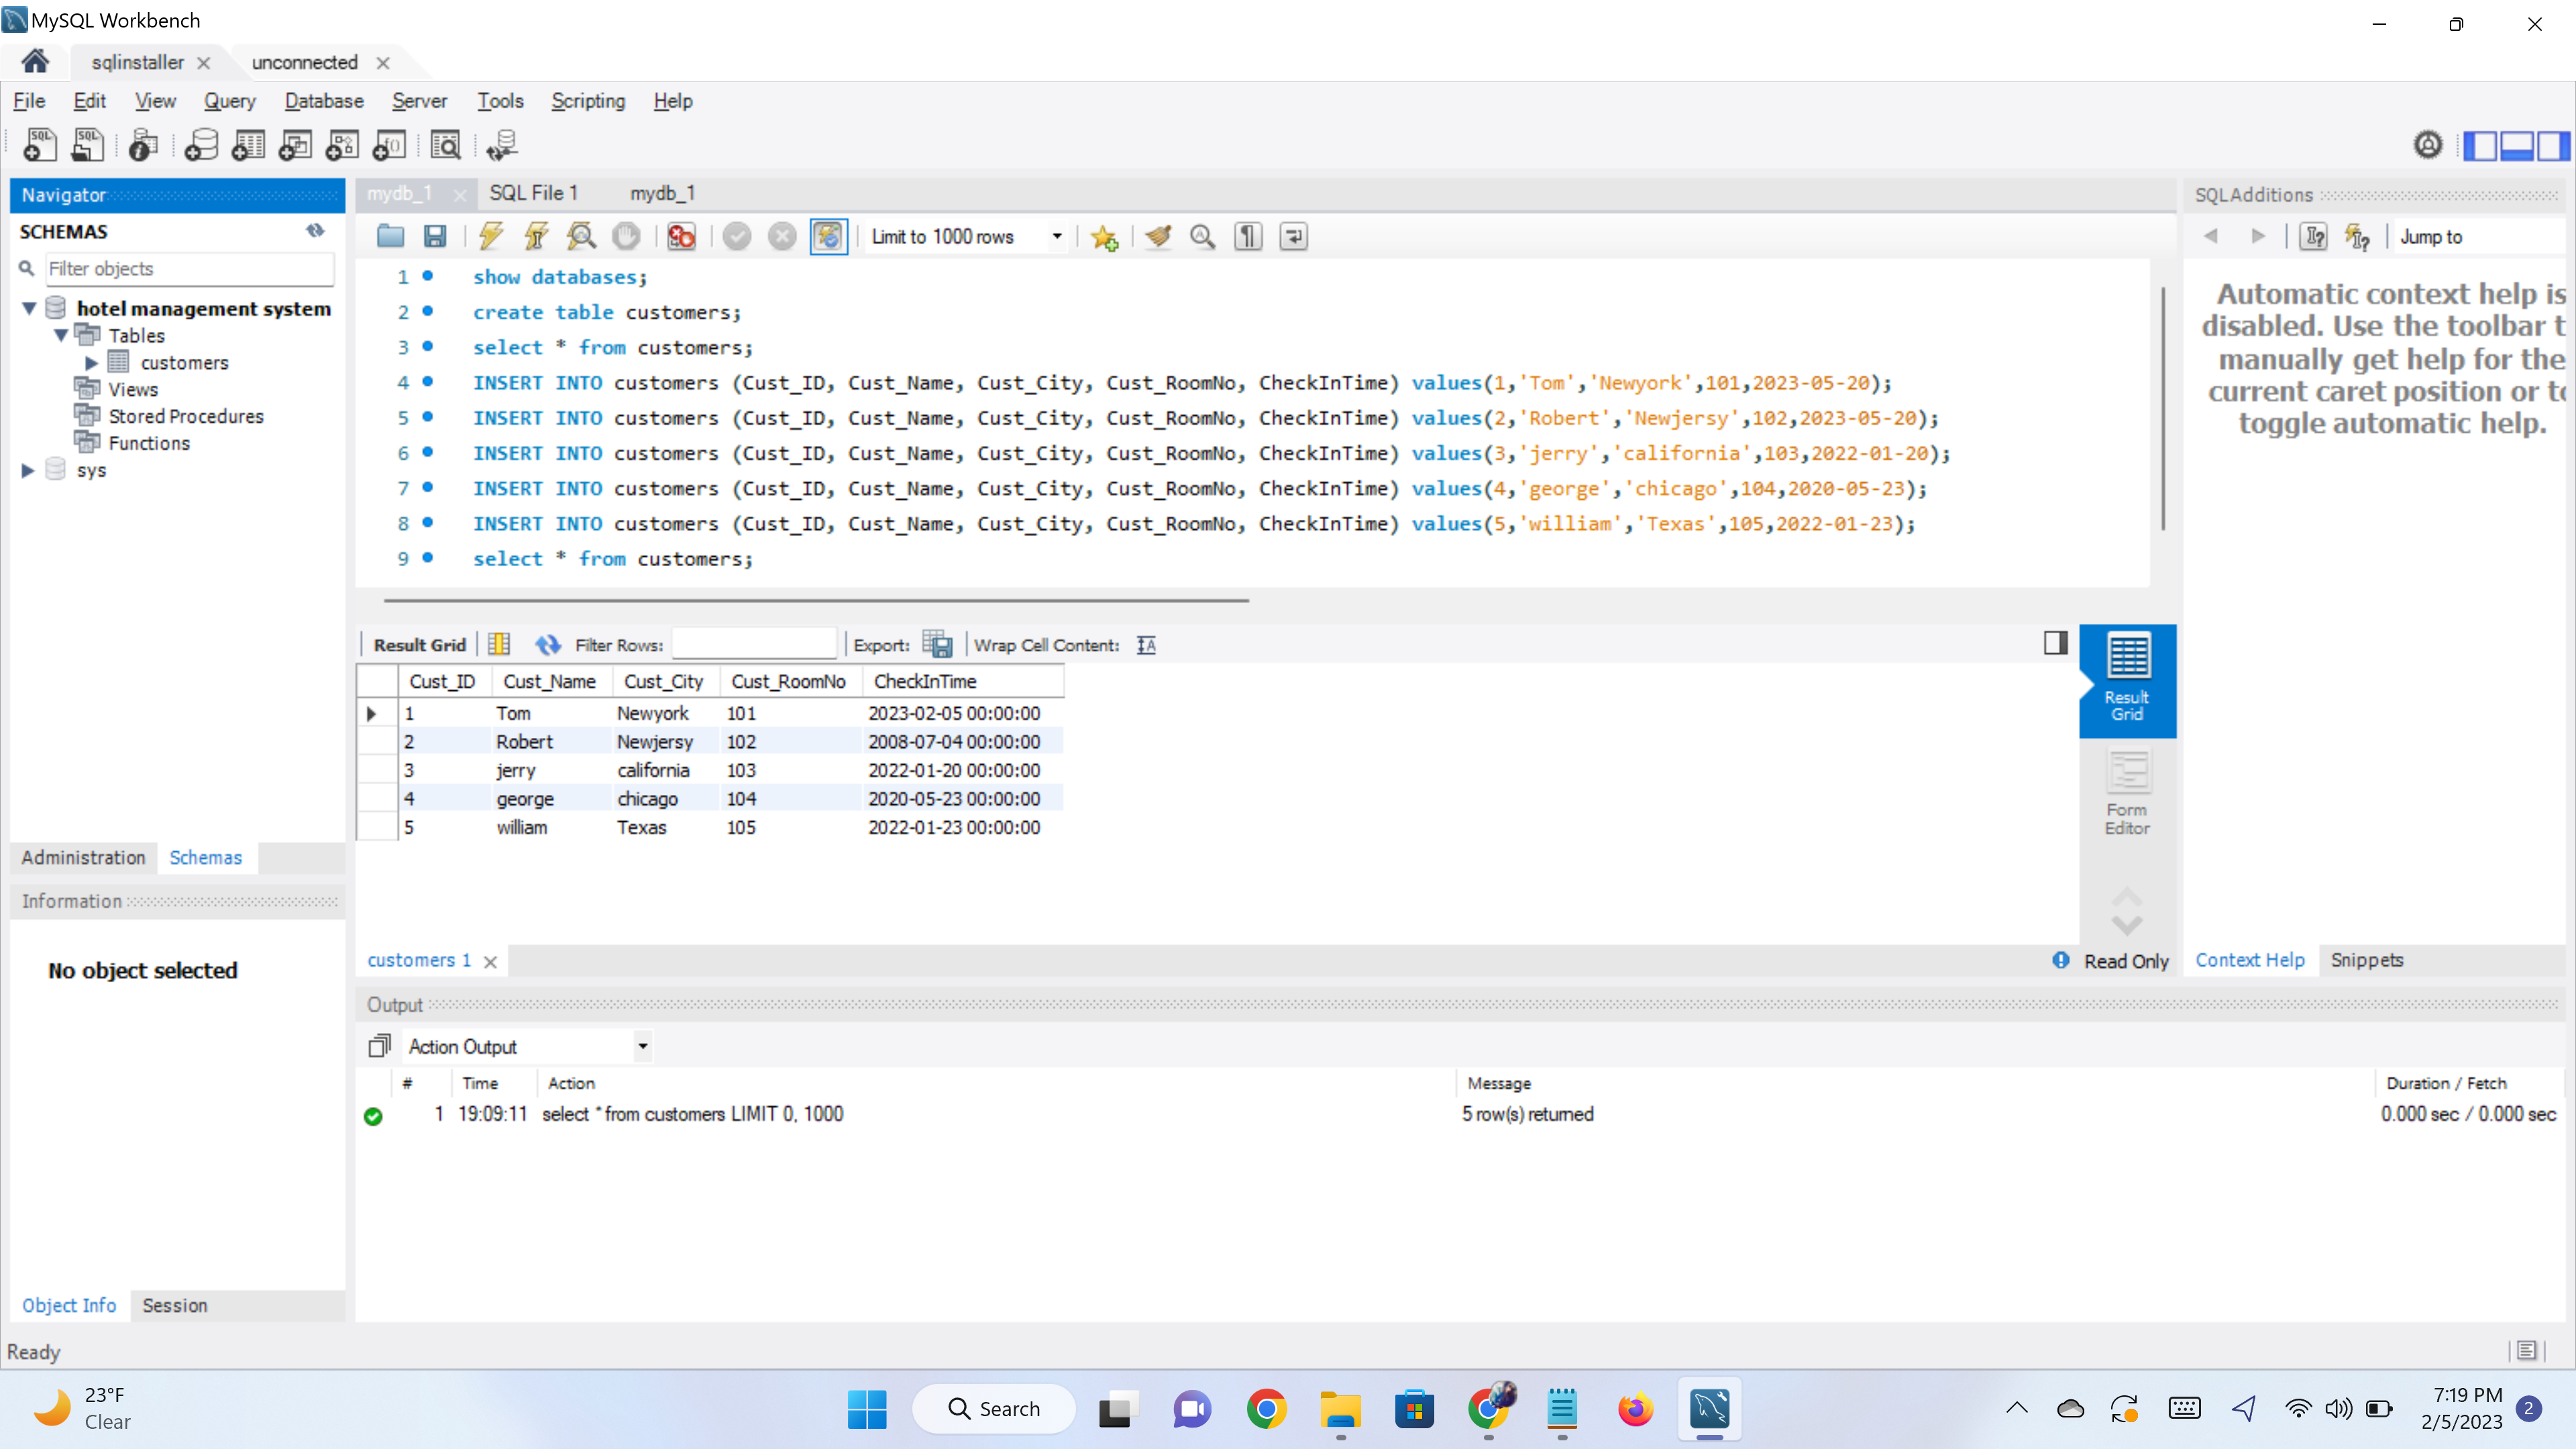 MySQL Workbench
sqlinstaller
unconnected
File Edit View Query Database Server Tools Scripting Help
Navigator
SCHEMAS
Filter objects
hotel management system
Tables
customers
Views
Stored Procedures
Functions
sys
Administration Schemas
Information
No object selected
Object Info Session
mydb_1 SQL File 1 mydb_1
Limit to 1000 rows
1 show databases;
2 create table customers;
3 select * from customers;
4 INSERT INTO customers (Cust_ID, Cust_Name, Cust_City, Cust_RoomNo, CheckInTime) values(1,'Tom','Newyork',101,2023-05-20);
5 INSERT INTO customers (Cust_ID, Cust_Name, Cust_City, Cust_RoomNo, CheckInTime) values(2,'Robert','Newjersy',102,2023-05-20);
6 INSERT INTO customers (Cust_ID, Cust_Name, Cust_City, Cust_RoomNo, CheckInTime) values(3,'jerry','california',103,2022-01-20);
7 INSERT INTO customers (Cust_ID, Cust_Name, Cust_City, Cust_RoomNo, CheckInTime) values(4,'george','chicago',104,2020-05-23);
8 INSERT INTO customers (Cust_ID, Cust_Name, Cust_City, Cust_RoomNo, CheckInTime) values(5,'william','Texas',105,2022-01-23);
9 select * from customers;
Result Grid Filter Rows: Export: Wrap Cell Content:
Cust_ID Cust_Name Cust_City Cust_RoomNo CheckInTime
1 Tom Newyork 101 2023-02-05 00:00:00
2 Robert Newjersy 102 2008-07-04 00:00:00
3 jerry california 103 2022-01-20 00:00:00
4 george chicago 104 2020-05-23 00:00:00
5 william Texas 105 2022-01-23 00:00:00
Result
Grid
Form
Editor
customers 1
Read Only
SQLAdditions
Jump to
Automatic context help is
disabled. Use the toolbar t
manually get help for the
current caret position or to
toggle automatic help.
Context Help Snippets
Output
Action Output
# Time Action Message Duration / Fetch
1 19:09:11 select * from customers LIMIT 0, 1000 5 row(s) returned 0.000 sec / 0.000 sec
Ready
23°F
Clear
Search
7:19 PM
2/5/2023
2